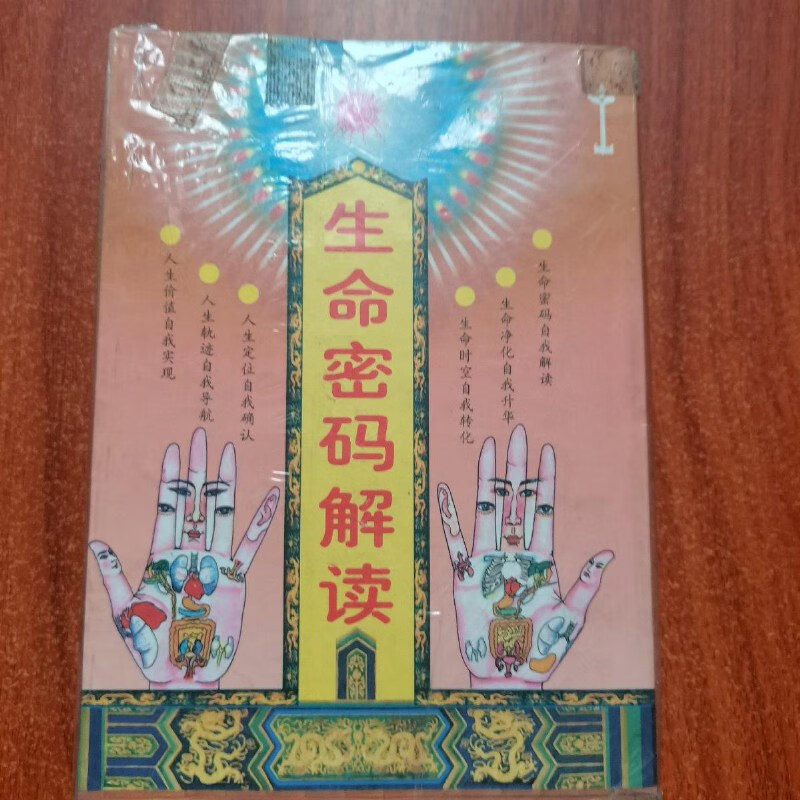 生命密码解读
生命密码自我解读
生命净化自我升华
生命时空自我转化
人生定位自我确认
人生轨迹自我导航
人生价值自我实现